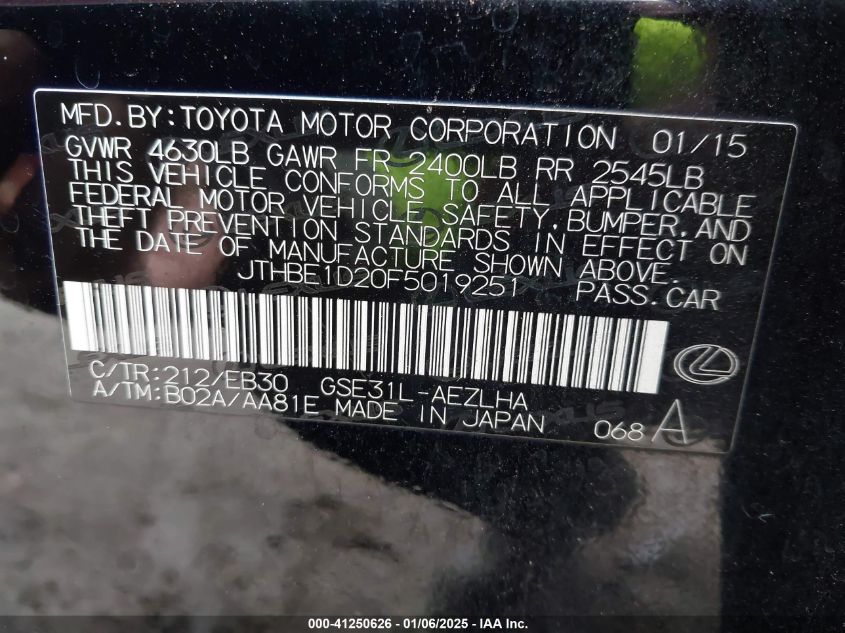 MFD.BY:TOYOTA MOTOR CORPORATION 01/15
GVWR 4630LB GAWR FR 2400LB RR 2545LB
THIS VEHICLE CONFORMS TO ALL APPLICABLE
FEDERAL MOTOR VEHICLE SAFETY,BUMPER,AND
THEFT PREVENTION STANDARDS IN EFFECT ON
THE DATE OF MANUFACTURE SHOWN ABOVE.
JTHBE1D20F5019251 PASS.CAR
C/TR:212/EB30 GSE31L-AEZLHA
A/TM:B02A/AA81E MADE IN JAPAN 068 A
000-41250626 - 01/06/2025 - IAA Inc.